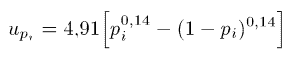 u_{p_i} = 4.91[p_i^{0,14} − (1 − p_i)^{0,14}]